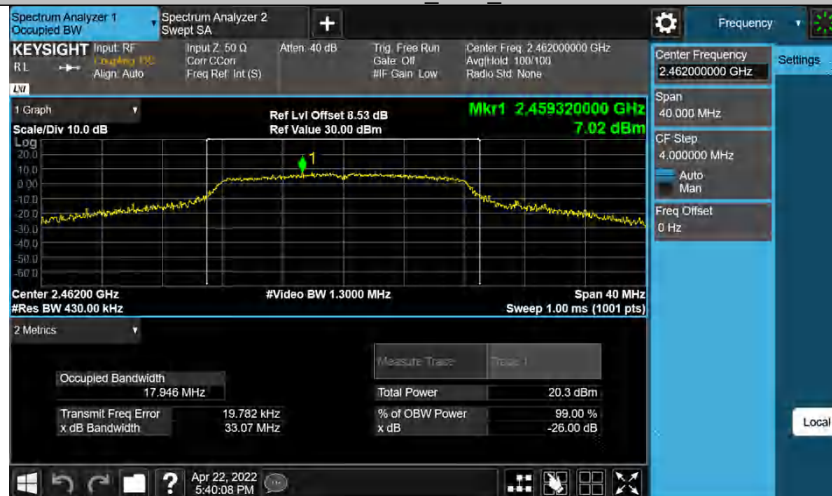 Spectrum Analyzer 1
Occupied BW
Spectrum Analyzer 2
Swept SA
+
Frequency
KEYSIGHT
Input: RF
Coupling: DC
Align: Auto
RL
LXI
Input Z: 50 Ω
Corr CCorr
Freq Ref: Int (S)
Atten: 40 dB
Trig: Free Run
Gate: Off
#IF Gain: Low
Center Freq: 2.462000000 GHz
Avg|Hold: 100/100
Radio Std: None
Center Frequency
2.462000000 GHz
Settings
Span
40.000 MHz
CF Step
4.000000 MHz
Auto
Man
Freq Offset
0 Hz
Local
1 Graph
Scale/Div 10.0 dB
Ref Lvl Offset 8.53 dB
Ref Value 30.00 dBm
Mkr1 2.459320000 GHz
7.02 dBm
Log
20.0
10.0
0.00
-10.0
-20.0
-30.0
-40.0
-50.0
-60.0
1
Center 2.46200 GHz
#Res BW 430.00 kHz
#Video BW 1.3000 MHz
Span 40 MHz
Sweep 1.00 ms (1001 pts)
2 Metrics
Measure Trace
Trace 1
Occupied Bandwidth
17.946 MHz
Total Power
20.3 dBm
Transmit Freq Error
19.782 kHz
% of OBW Power
99.00 %
x dB Bandwidth
33.07 MHz
x dB
-26.00 dB
?
Apr 22, 2022
5:40:08 PM